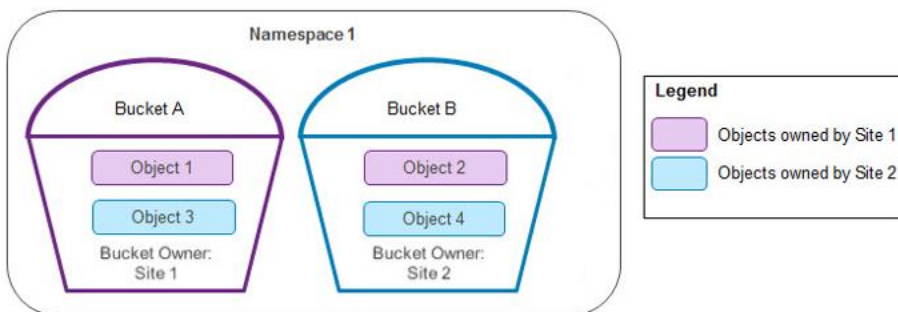 Namespace 1
Bucket A
Object 1
Object 3
Bucket Owner:
Site 1
Bucket B
Object 2
Object 4
Bucket Owner:
Site 2
Legend
Objects owned by Site 1
Objects owned by Site 2